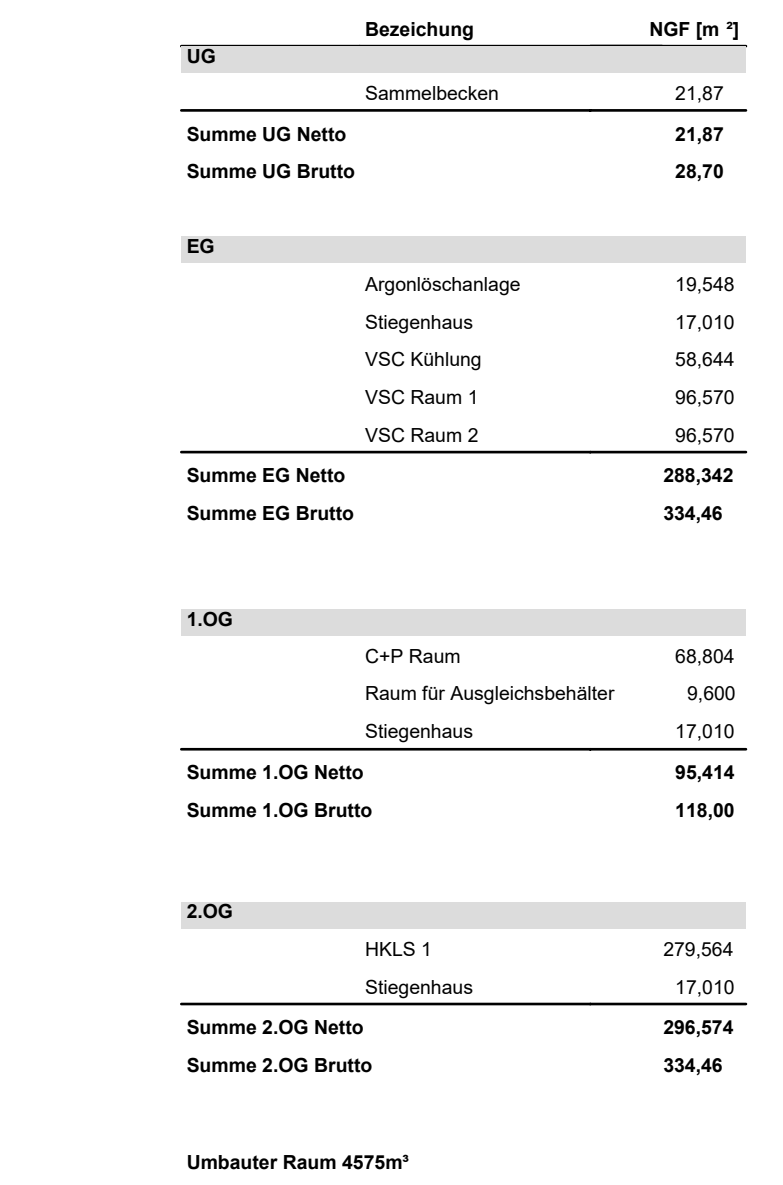 Bezeichung NGF [m ²]
UG
Sammelbecken 21,87
Summe UG Netto 21,87
Summe UG Brutto 28,70
EG
Argonlöschanlage 19,548
Stiegenhaus 17,010
VSC Kühlung 58,644
VSC Raum 1 96,570
VSC Raum 2 96,570
Summe EG Netto 288,342
Summe EG Brutto 334,46
1.OG
C+P Raum 68,804
Raum für Ausgleichsbehälter 9,600
Stiegenhaus 17,010
Summe 1.OG Netto 95,414
Summe 1.OG Brutto 118,00
2.OG
HKLS 1 279,564
Stiegenhaus 17,010
Summe 2.OG Netto 296,574
Summe 2.OG Brutto 334,46
Umbauter Raum 4575m³